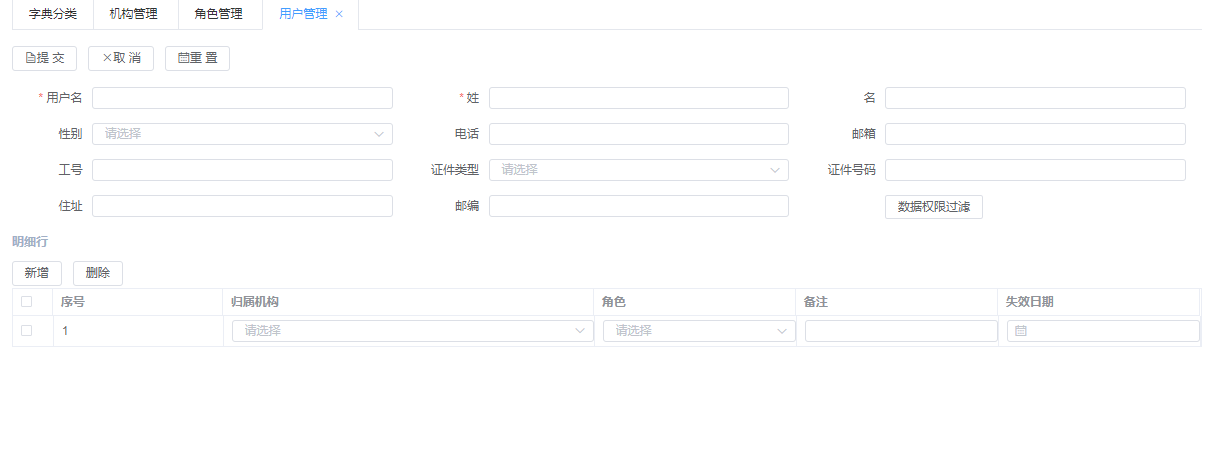 字典分类 机构管理 角色管理 用户管理 ×
提 交 ×取 消 重 置
* 用户名 * 姓 名
性别 请选择 电话 邮箱
工号 证件类型 请选择 证件号码
住址 邮编 数据权限过滤
明细行
新增 删除
序号 归属机构 角色 备注 失效日期
1 请选择 请选择